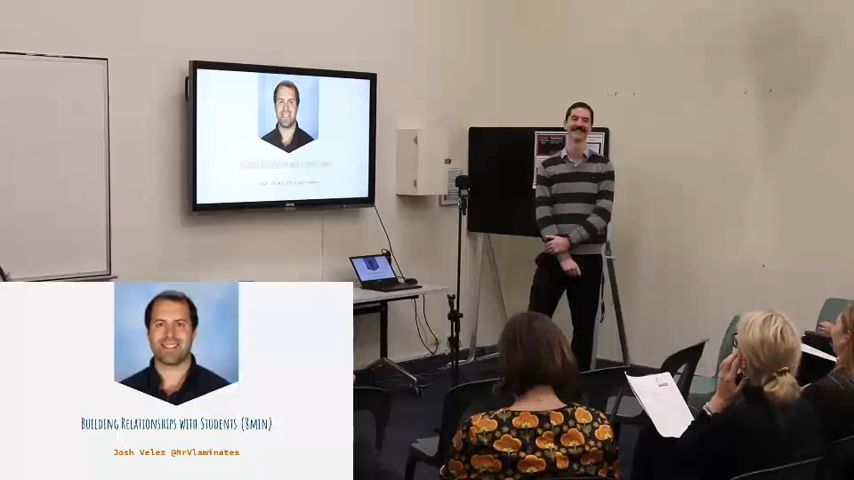 Building Relationships with Students (8min)
Josh Velez @MrVlaminates